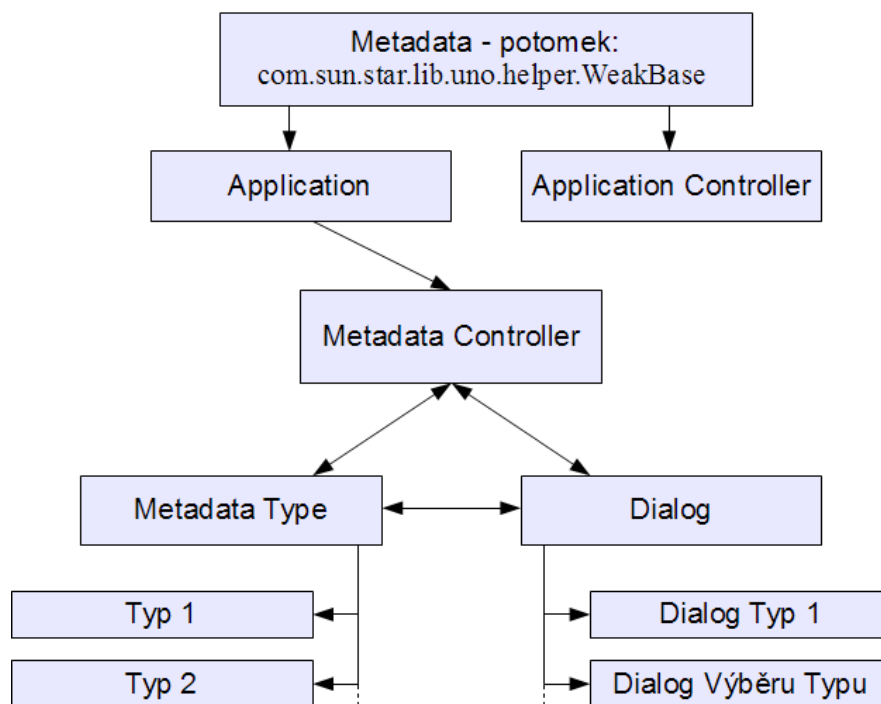 Metadata - potomek:
com.sun.star.lib.uno.helper.WeakBase
Application
Application Controller
Metadata Controller
Metadata Type
Dialog
Typ 1
Dialog Typ 1
Typ 2
Dialog Výběru Typu